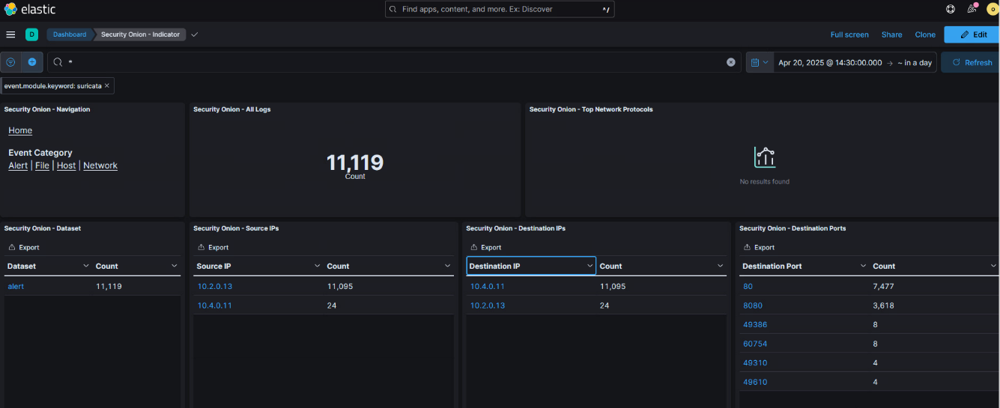 elastic
Find apps, content, and more. Ex: Discover ^/
o
D Dashboard Security Onion - Indicator Full screen Share Clone Edit
* Apr 20, 2025 @ 14:30:00.000 → ~ in a day Refresh
event.module.keyword: suricata ×
Security Onion - Navigation
Home
Event Category
Alert | File | Host | Network
Security Onion - All Logs
11,119
Count
Security Onion - Top Network Protocols
No results found
Security Onion - Dataset
Export
Dataset Count
alert 11,119
Security Onion - Source IPs
Export
Source IP Count
10.2.0.13 11,095
10.4.0.11 24
Security Onion - Destination IPs
Export
Destination IP Count
10.4.0.11 11,095
10.2.0.13 24
Security Onion - Destination Ports
Export
Destination Port Count
80 7,477
8080 3,618
49386 8
60754 8
49310 4
49610 4